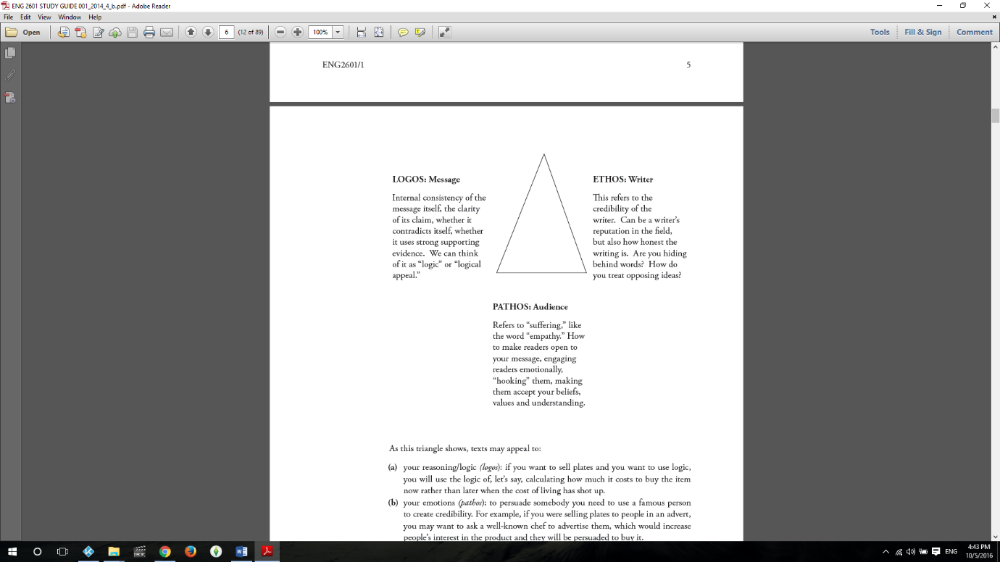 ENG 2601 STUDY GUIDE 001_2014_4_b.pdf - Adobe Reader
File Edit View Window Help
Open 6 (12 of 89) 100% Tools Fill & Sign Comment
ENG2601/1 5
LOGOS: Message
Internal consistency of the
message itself, the clarity
of its claim, whether it
contradicts itself, whether
it uses strong supporting
evidence. We can think
of it as “logic” or “logical
appeal.”
ETHOS: Writer
This refers to the
credibility of the
writer. Can be a writer’s
reputation in the field,
but also how honest the
writing is. Are you hiding
behind words? How do
you treat opposing ideas?
PATHOS: Audience
Refers to “suffering,” like
the word “empathy.” How
to make readers open to
your message, engaging
readers emotionally,
“hooking” them, making
them accept your beliefs,
values and understanding.
As this triangle shows, texts may appeal to:
(a) your reasoning/logic (logos): if you want to sell plates and you want to use logic,
you will use the logic of, let’s say, calculating how much it costs to buy the item
now rather than later when the cost of living has shot up.
(b) your emotions (pathos): to persuade somebody you need to use a famous person
to create credibility. For example, if you were selling plates to people in an advert,
you may want to ask a well-known chef to advertise them, which would increase
people’s interest in the product and they will be persuaded to buy it.
ENG
4:43 PM
10/5/2016